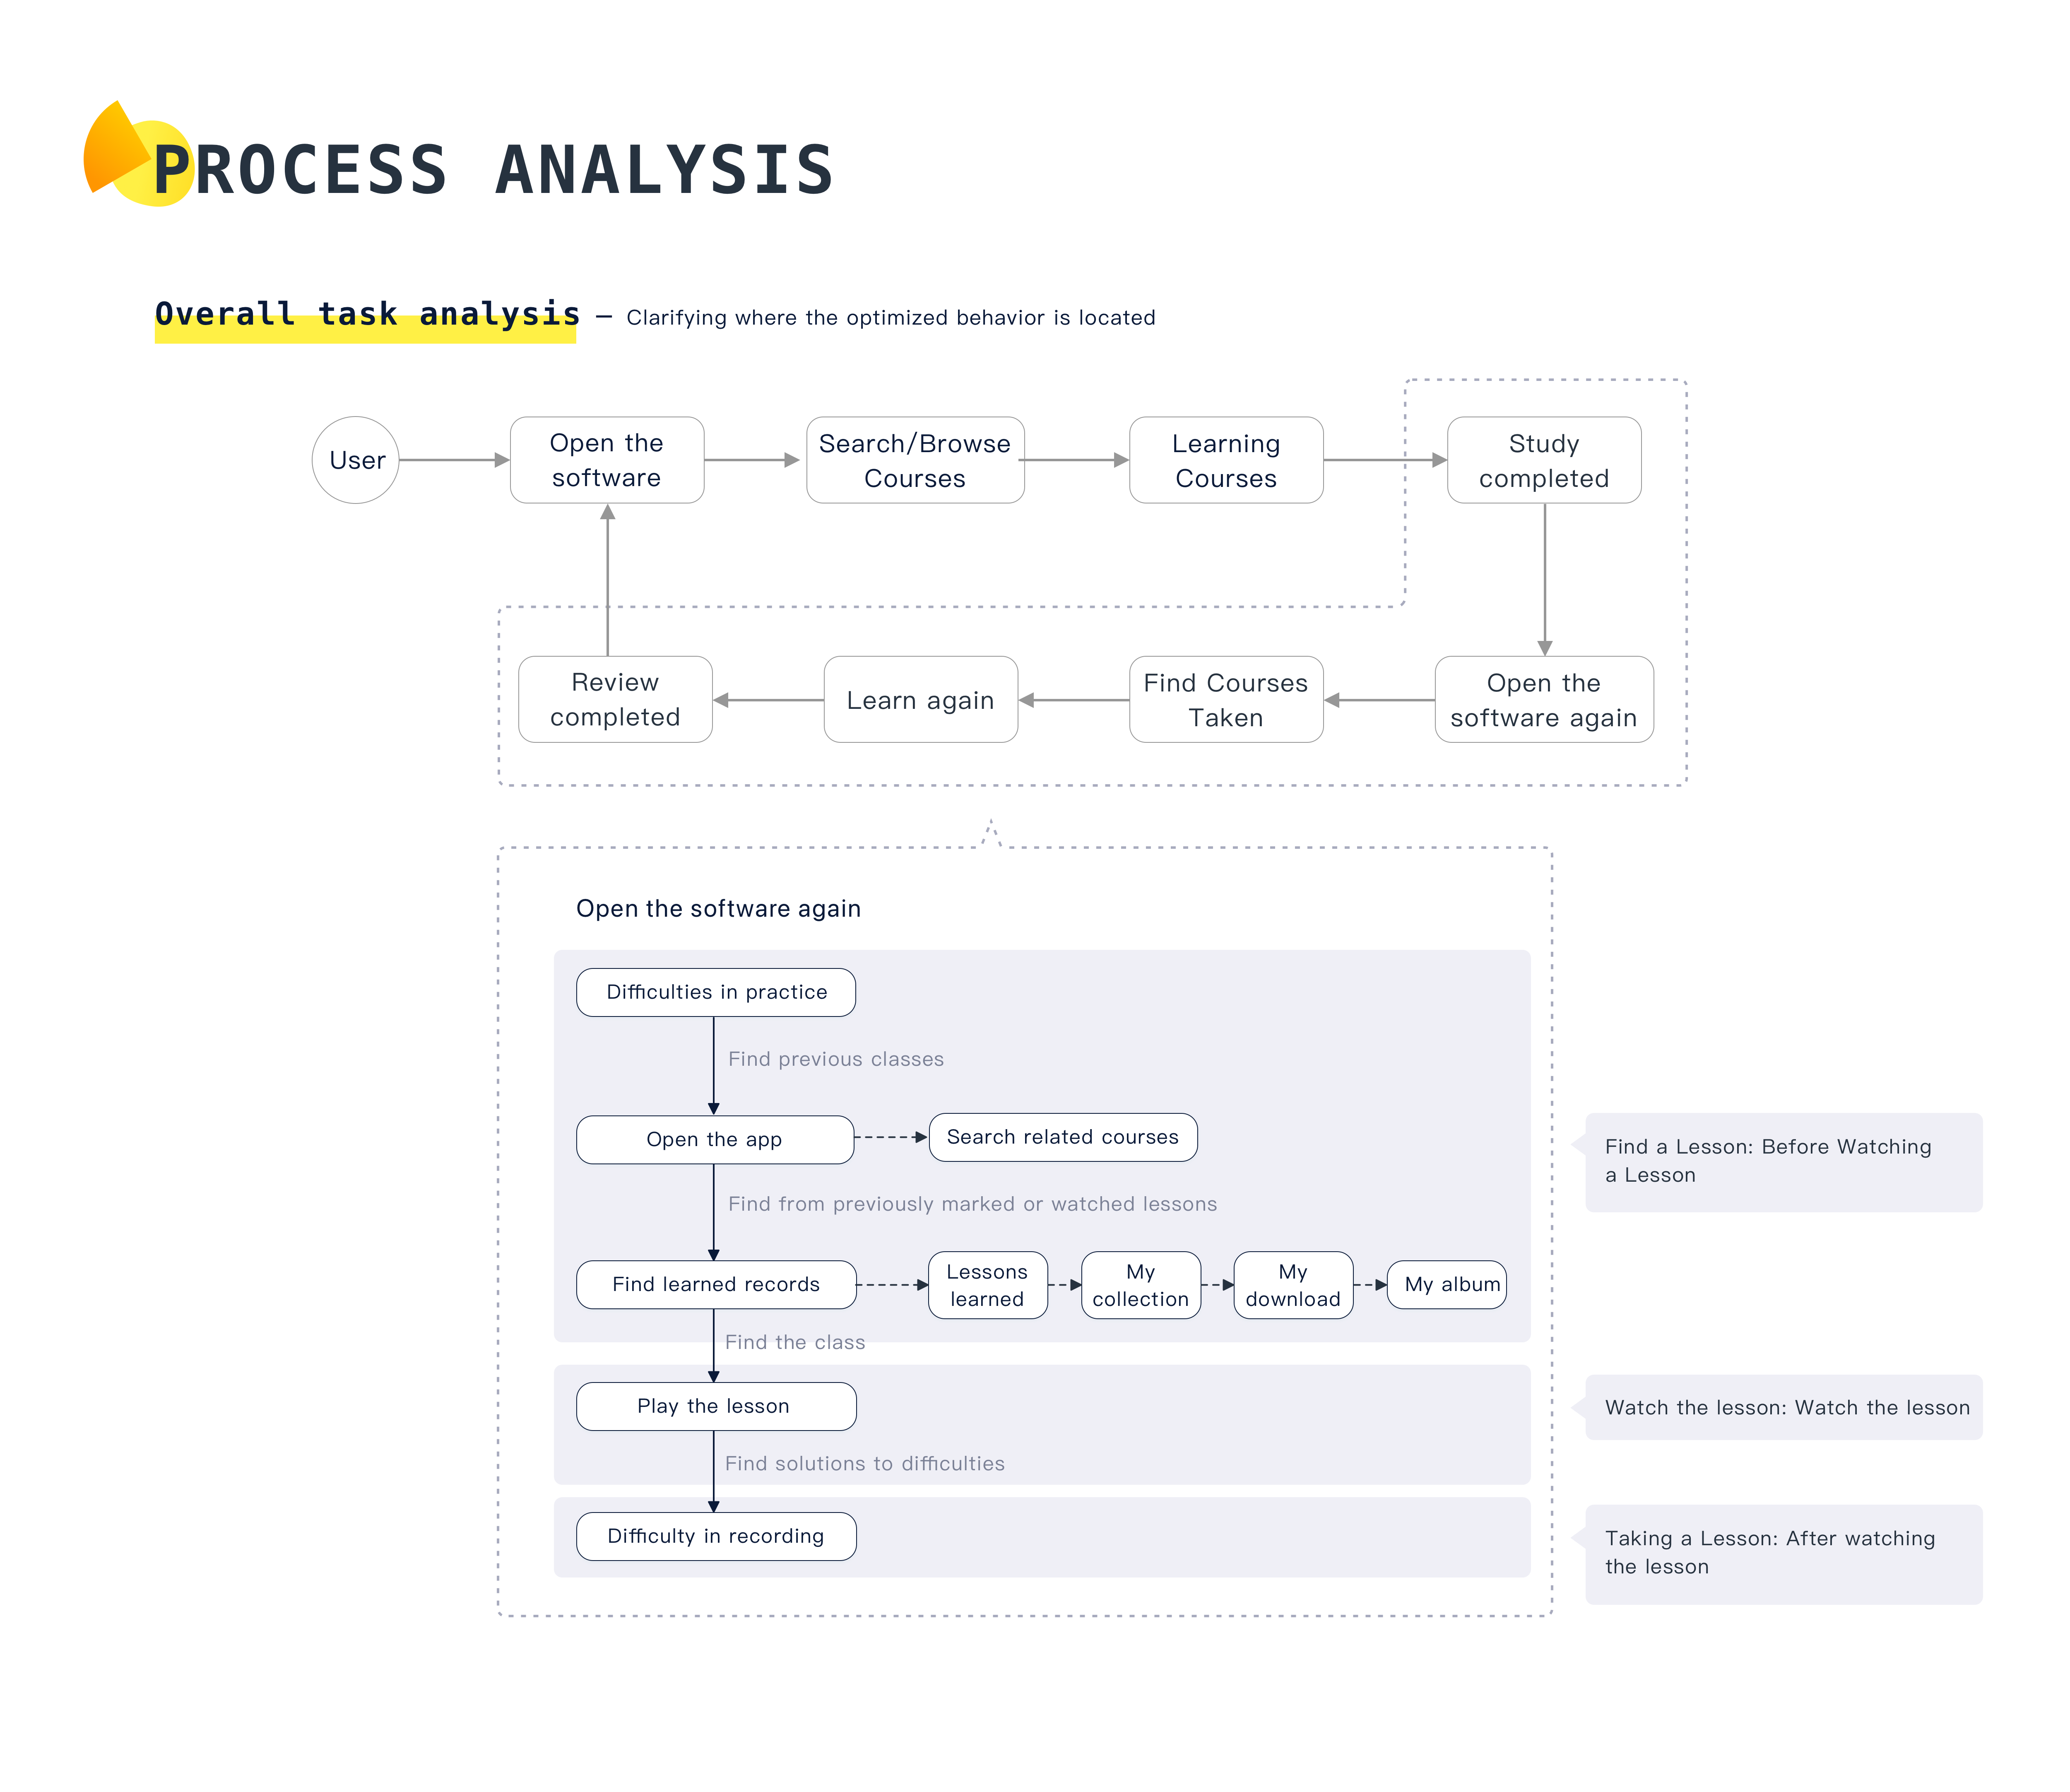 PROCESS ANALYSIS
Overall task analysis — Clarifying where the optimized behavior is located
User
Open the
software
Search/Browse
Courses
Learning
Courses
Study
completed
Review
completed
Learn again
Find Courses
Taken
Open the
software again
Open the software again
Difficulties in practice
Find previous classes
Open the app
Search related courses
Find from previously marked or watched lessons
Find learned records
Lessons
learned
My
collection
My
download
My album
Find the class
Play the lesson
Find solutions to difficulties
Difficulty in recording
Find a Lesson: Before Watching
a Lesson
Watch the lesson: Watch the lesson
Taking a Lesson: After watching
the lesson